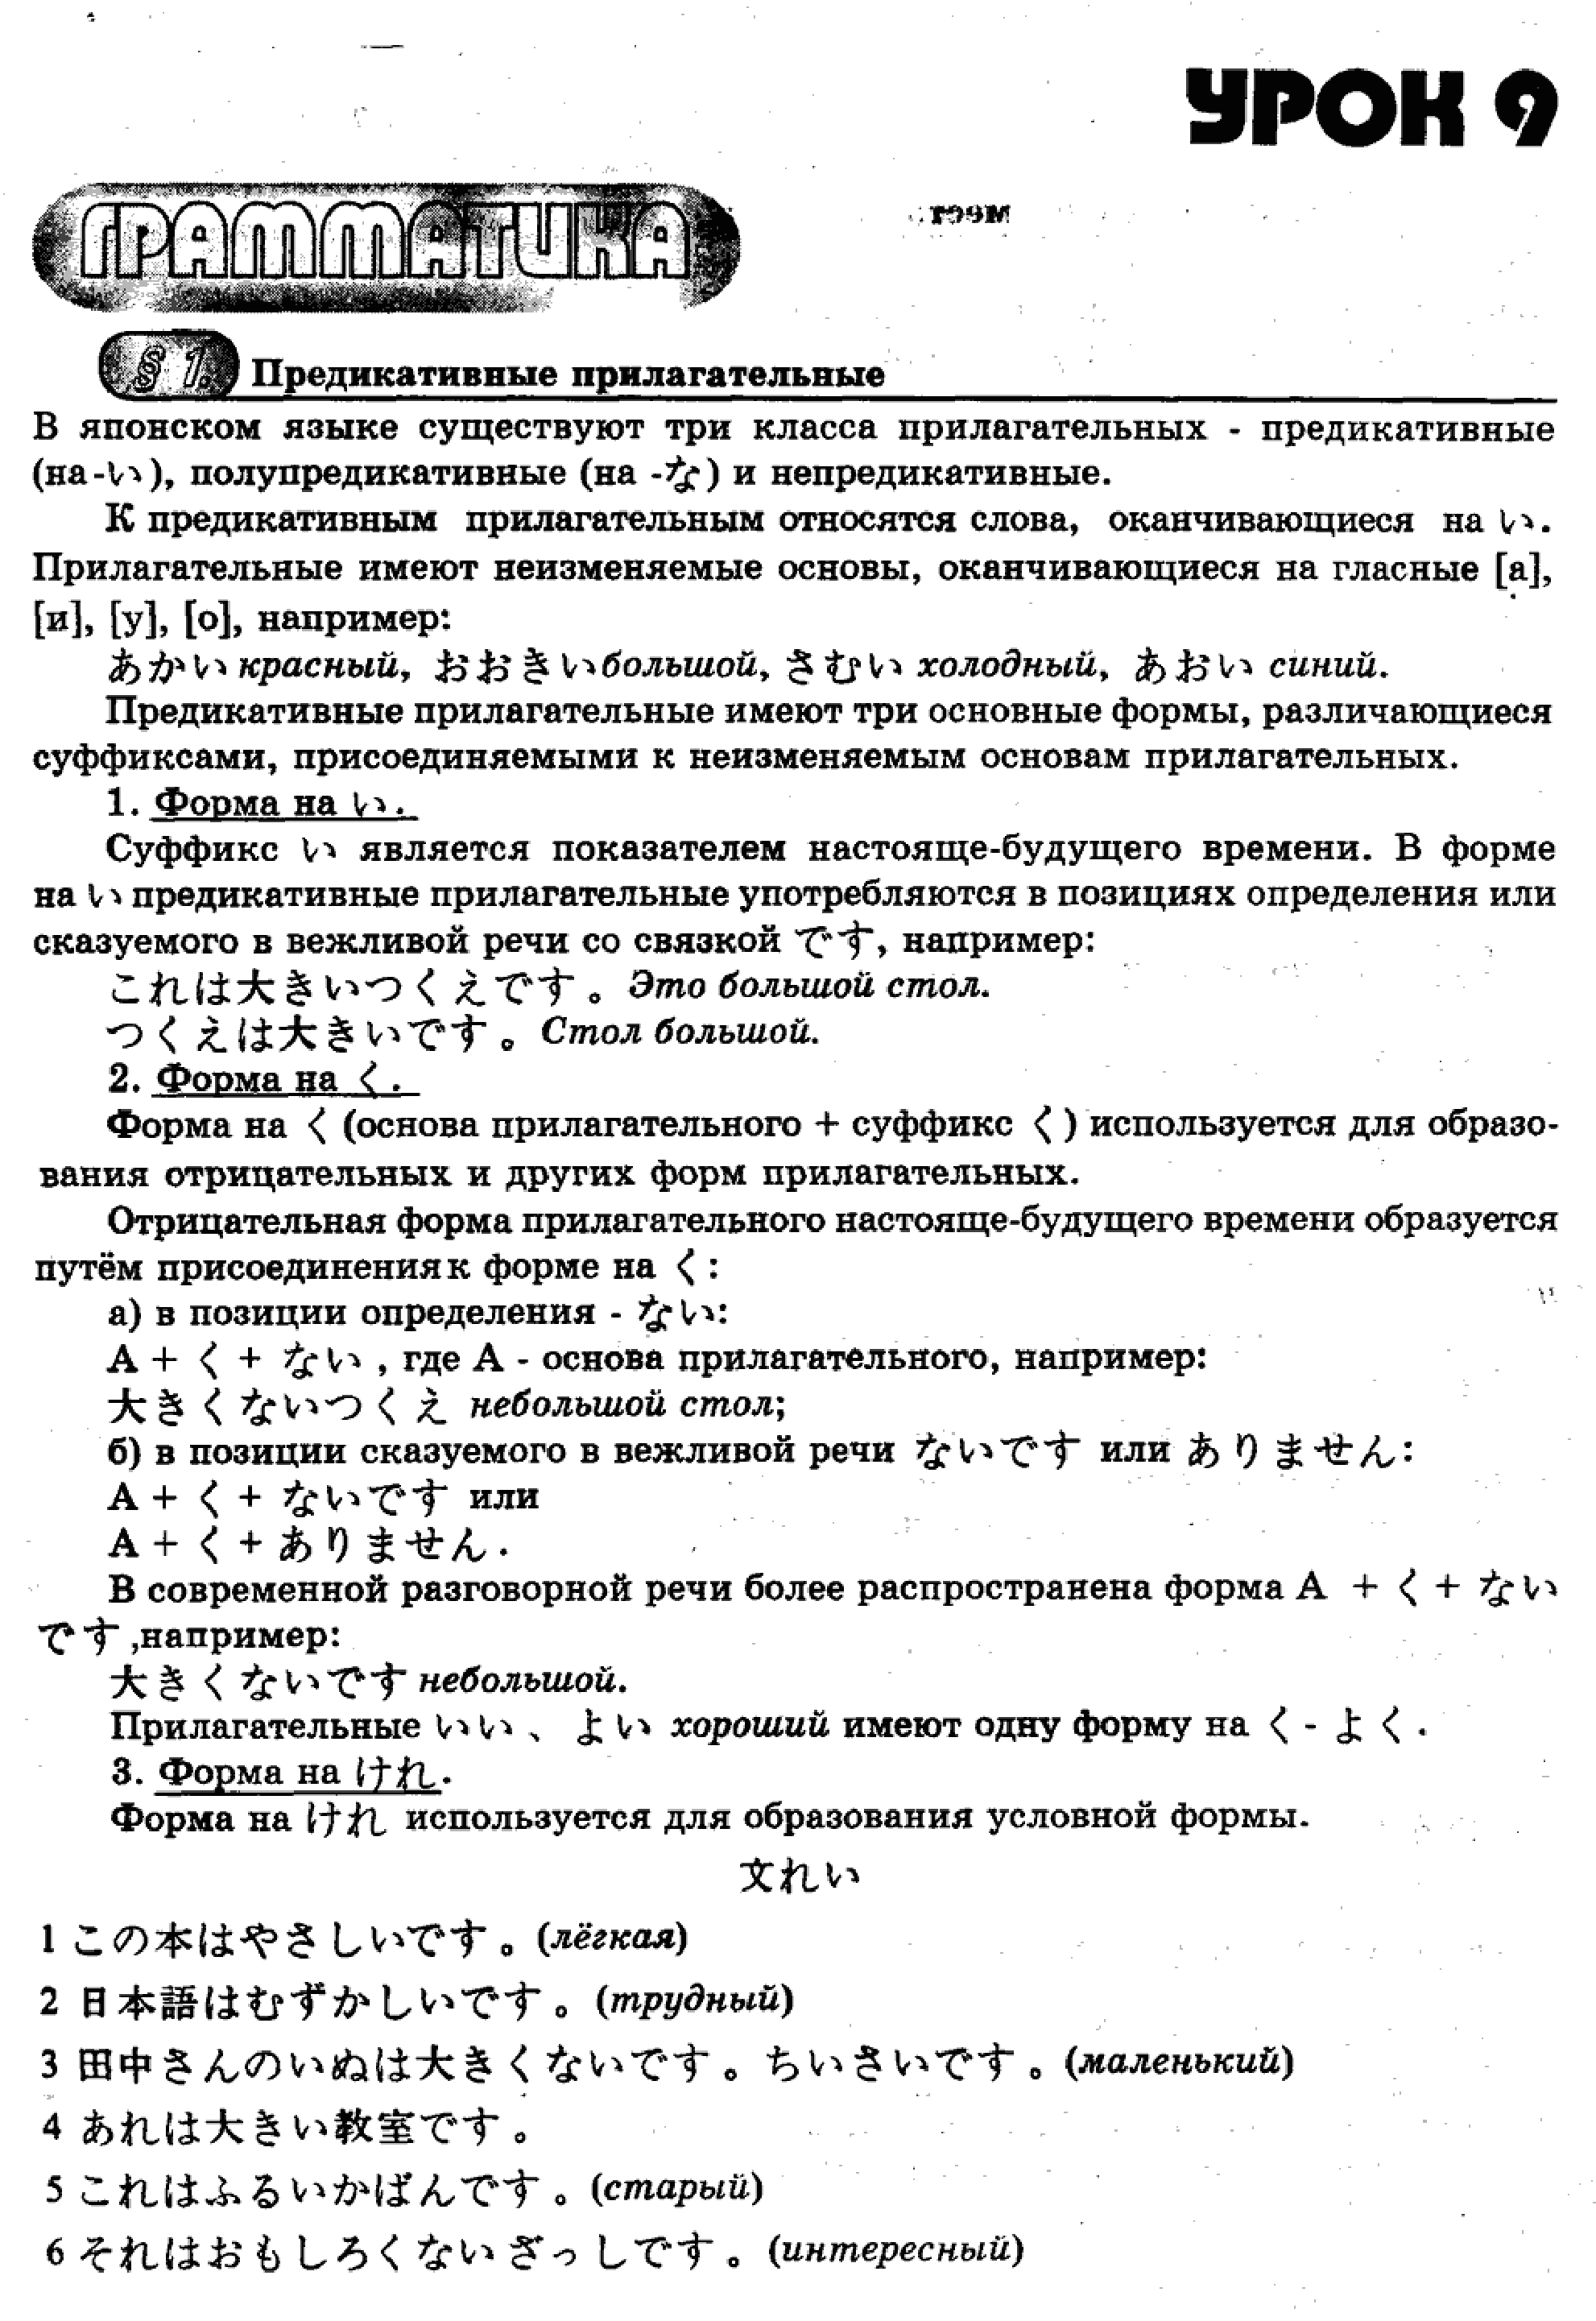 УРОК 9
ГРАММАТИКА
§ 1. Предикативные прилагательные
В японском языке существуют три класса прилагательных - предикативные
(на-い), полупредикативные (на -な) и непредикативные.
К предикативным прилагательным относятся слова, оканчивающиеся на い.
Прилагательные имеют неизменяемые основы, оканчивающиеся на гласные [а],
[и], [у], [о], например:
あかい красный, おおきい большой, さむい холодный, あおい синий.
Предикативные прилагательные имеют три основные формы, различающиеся
суффиксами, присоединяемыми к неизменяемым основам прилагательных.
1. Форма на い.
Суффикс い является показателем настояще-будущего времени. В форме
на い предикативные прилагательные употребляются в позициях определения или
сказуемого в вежливой речи со связкой です, например:
これは大きいつくえです。Это большой стол.
つくえは大きいです。Стол большой.
2. Форма на く.
Форма на く (основа прилагательного + суффикс く) используется для образо-
вания отрицательных и других форм прилагательных.
Отрицательная форма прилагательного настояще-будущего времени образуется
путём присоединения к форме на く:
а) в позиции определения - ない:
А + く + ない , где А - основа прилагательного, например:
大きくないつくえ небольшой стол;
б) в позиции сказуемого в вежливой речи ないです или ありません:
А + く + ないです или
А + く + ありません.
В современной разговорной речи более распространена форма А + く + ない
です ,например:
大きくないです небольшой.
Прилагательные いい、よい хороший имеют одну форму на く - よく.
3. Форма на けれ.
Форма на けれ используется для образования условной формы.
文れい
1 この本はやさしいです。(лёгкая)
2 日本語はむずかしいです。(трудный)
3 田中さんのいぬは大きくないです。ちいさいです。(маленький)
4 あれは大きい教室です。
5 これはふるいかばんです。(старый)
6 それはおもしろくないざっしです。(интересный)